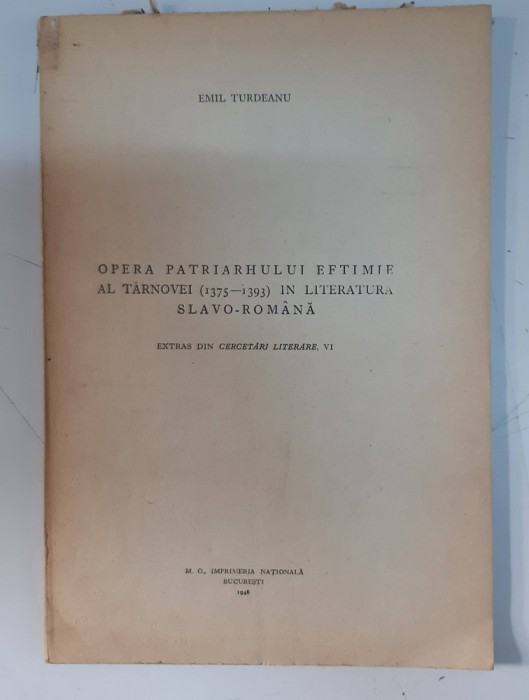 EMIL TURDEANU
OPERA PATRIARHULUI EFTIMIE
AL TÂRNOVEI (1375—1393) IN LITERATURA
SLAVO-ROMÂNĂ
EXTRAS DIN CERCETĂRI LITERARE, VI
M. O., IMPRIMERIA NAȚIONALĂ
BUCUREȘTI
1946